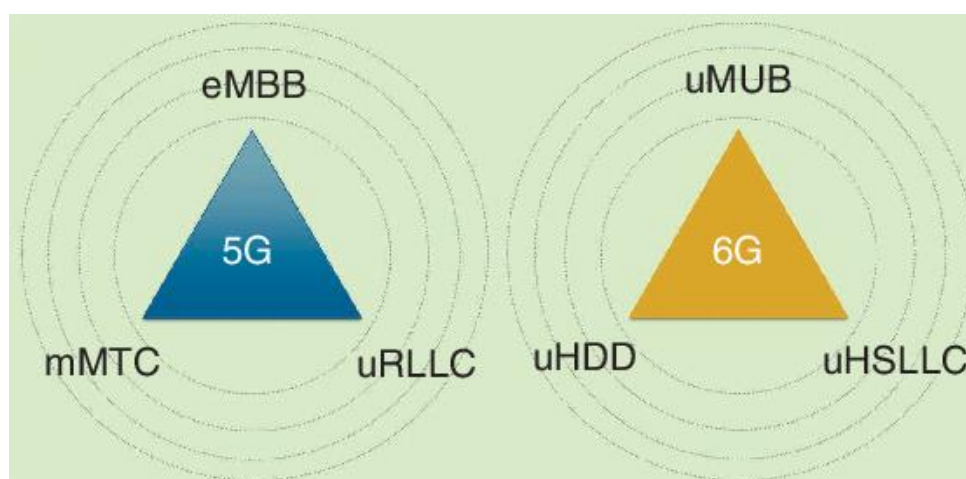 eMBB
5G
mMTC
uRLLC
uMUB
6G
uHDD
uHSLLC